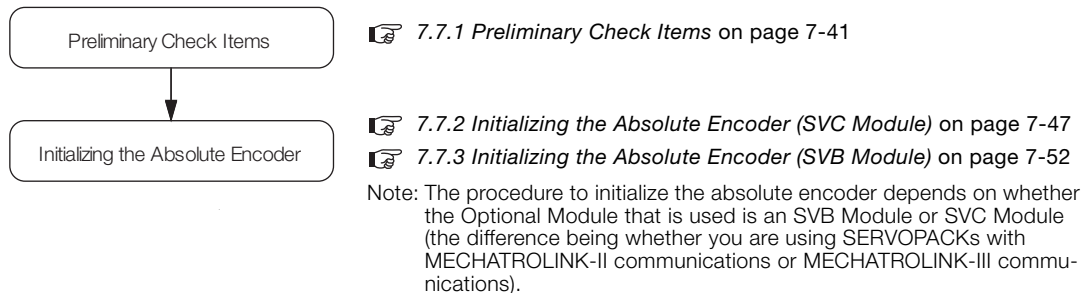 Preliminary Check Items
7.7.1 Preliminary Check Items on page 7-41
Initializing the Absolute Encoder
7.7.2 Initializing the Absolute Encoder (SVC Module) on page 7-47
7.7.3 Initializing the Absolute Encoder (SVB Module) on page 7-52
Note: The procedure to initialize the absolute encoder depends on whether
the Optional Module that is used is an SVB Module or SVC Module
(the difference being whether you are using SERVOPACKs with
MECHATROLINK-II communications or MECHATROLINK-III commu-
nications).